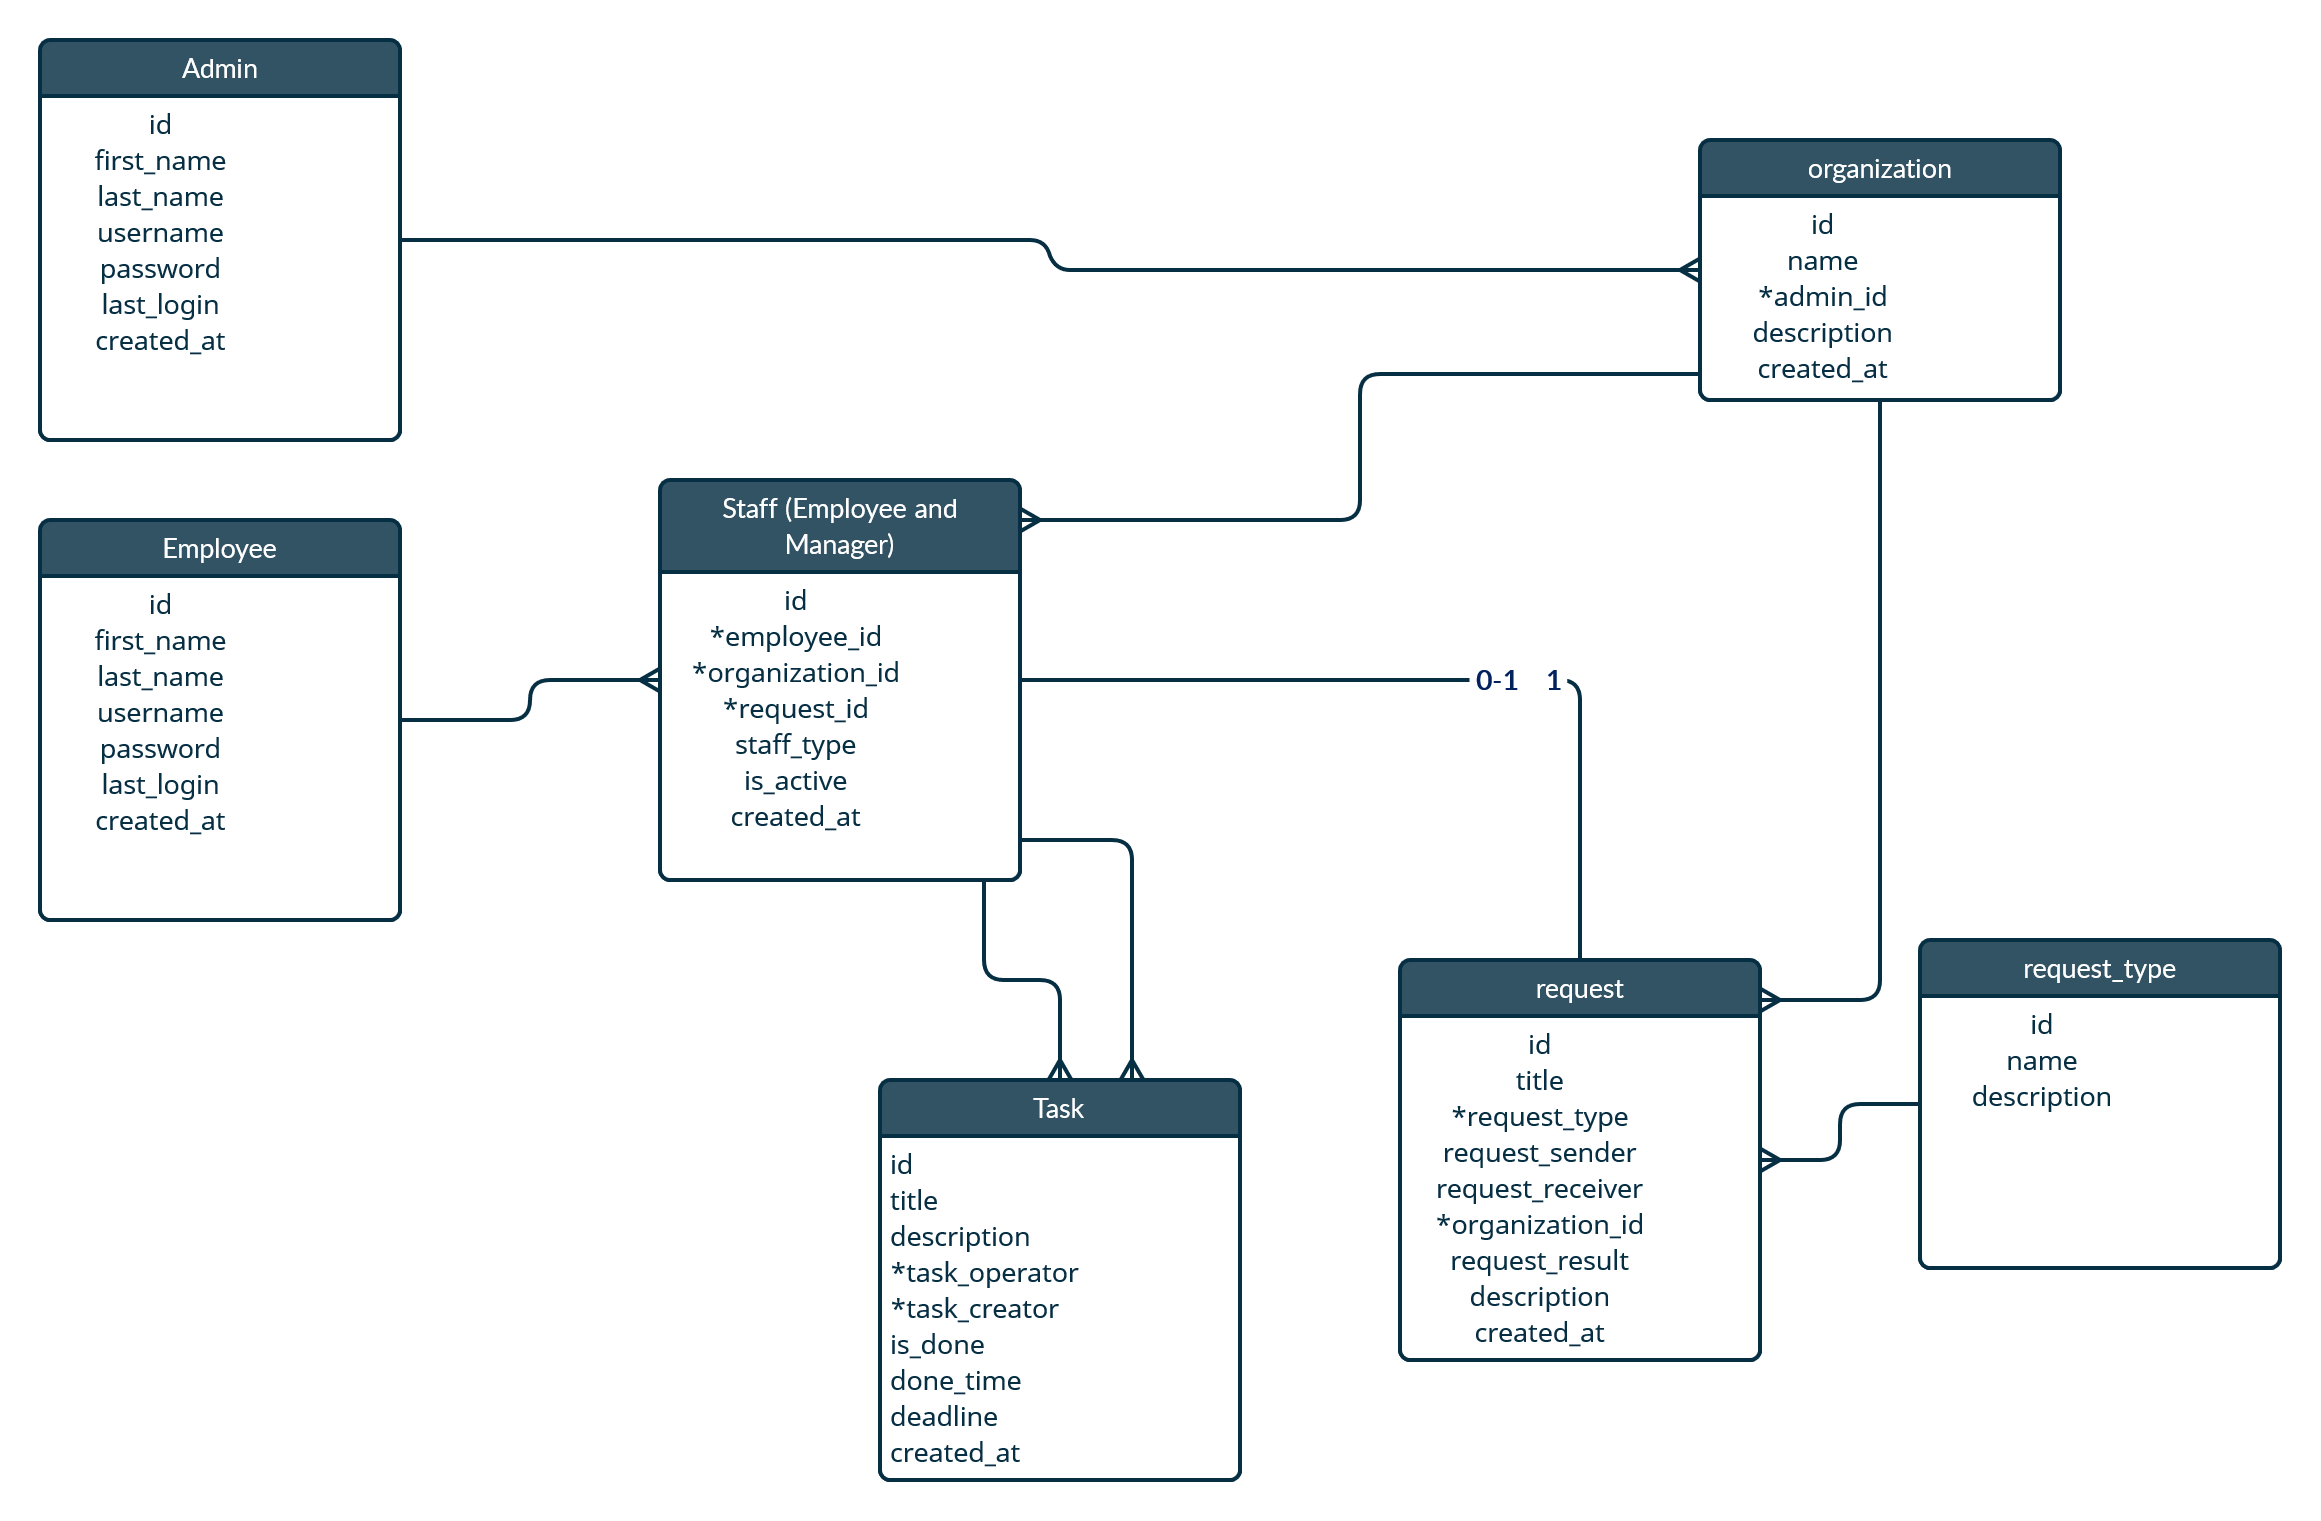 Admin
id
first_name
last_name
username
password
last_login
created_at
organization
id
name
*admin_id
description
created_at
Employee
id
first_name
last_name
username
password
last_login
created_at
Staff (Employee and
Manager)
id
*employee_id
*organization_id
*request_id
staff_type
is_active
created_at
0-1 1
Task
id
title
description
*task_operator
*task_creator
is_done
done_time
deadline
created_at
request
id
title
*request_type
request_sender
request_receiver
*organization_id
request_result
description
created_at
request_type
id
name
description